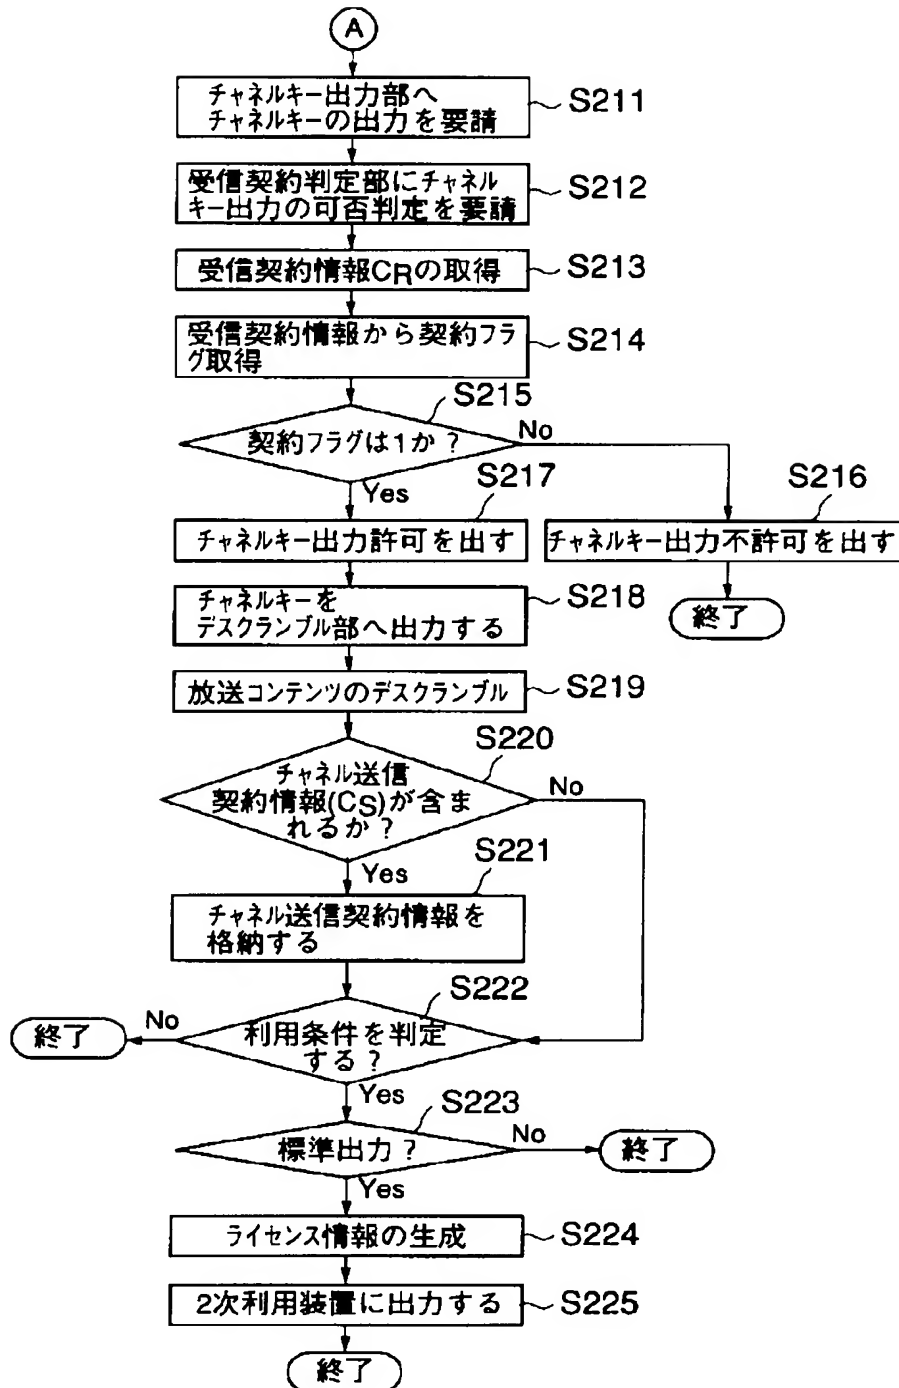 A
チャネルキー出力部へ
チャネルキーの出力を要請
S211
受信契約判定部にチャネル
キー出力の可否判定を要請
S212
受信契約情報CRの取得
S213
受信契約情報から契約フラ
グ取得
S214
S215
契約フラグは1か？
No
Yes
S217
S216
チャネルキー出力許可を出す
チャネルキー出力不許可を出す
チャネルキーを
デスクランブル部へ出力する
S218
終了
放送コンテンツのデスクランブル
S219
S220
チャネル送信
契約情報(CS)が含ま
れるか？
No
Yes
S221
チャネル送信契約情報を
格納する
S222
利用条件を判定
する？
No
終了
Yes
S223
標準出力？
No
終了
Yes
ライセンス情報の生成
S224
2次利用装置に出力する
S225
終了